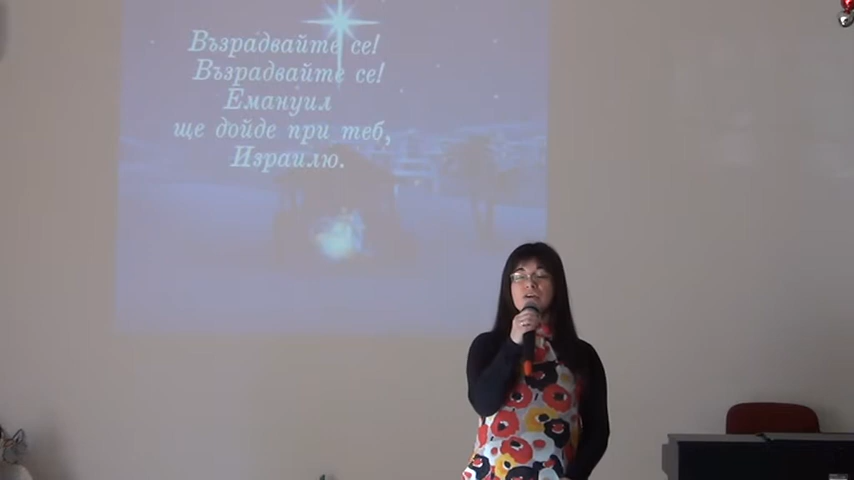 Възрадвайте се!
Възрадвайте се!
Емануил
ще дойде при теб,
Израилю.